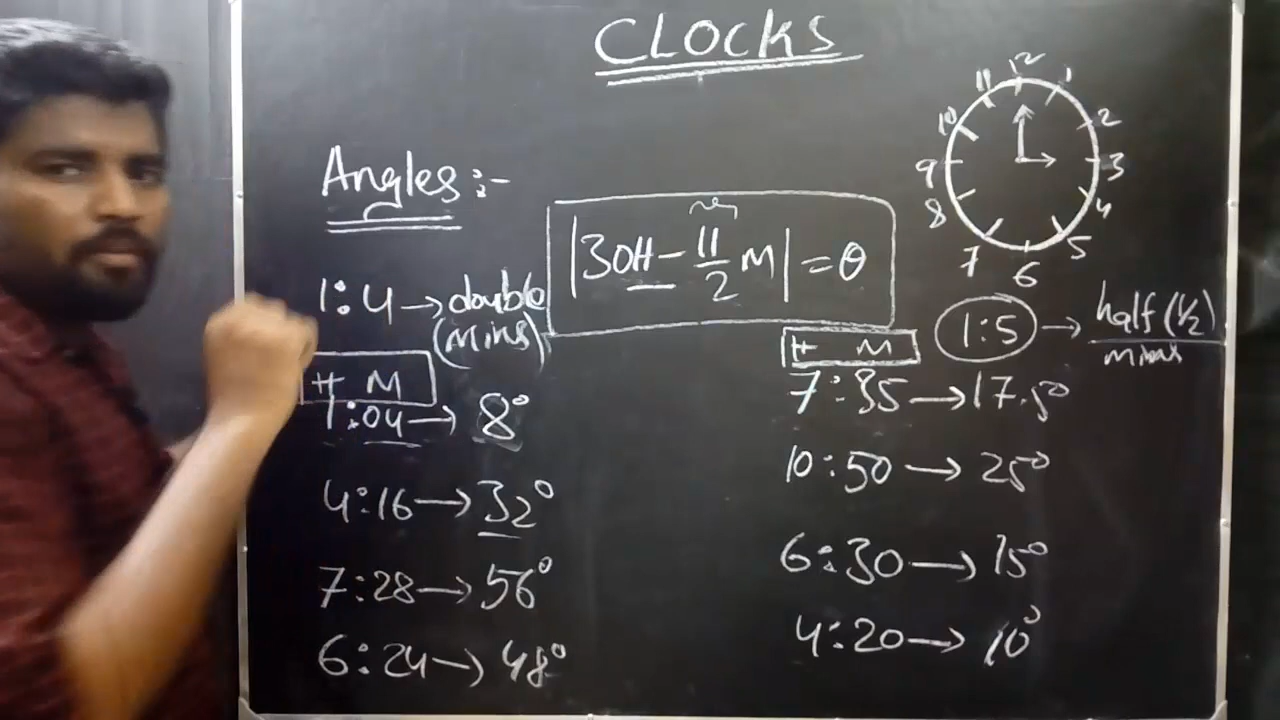 CLOCKS
12
11 1
10 2
9 3
8 4
7 5
6
Angles :-
|30H - 11/2 M| = θ
1:4 → double
(mins)
H M
1:04 → 8°
4:16 → 32°
7:28 → 56°
6:24 → 48°
1:5 → half (1/2)
mins
H M
7:35 → 17.5°
10:50 → 25°
6:30 → 15°
4:20 → 10°